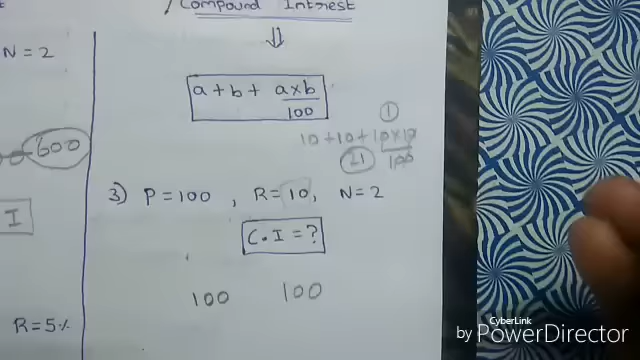 Compound Interest
⇓
N = 2
a + b + a×b/100
①
10 + 10 + 10×10/100
21
600
3) P = 100 , R = 10, N = 2
I
C.I = ?
100 100
R = 5%
CyberLink
by PowerDirector